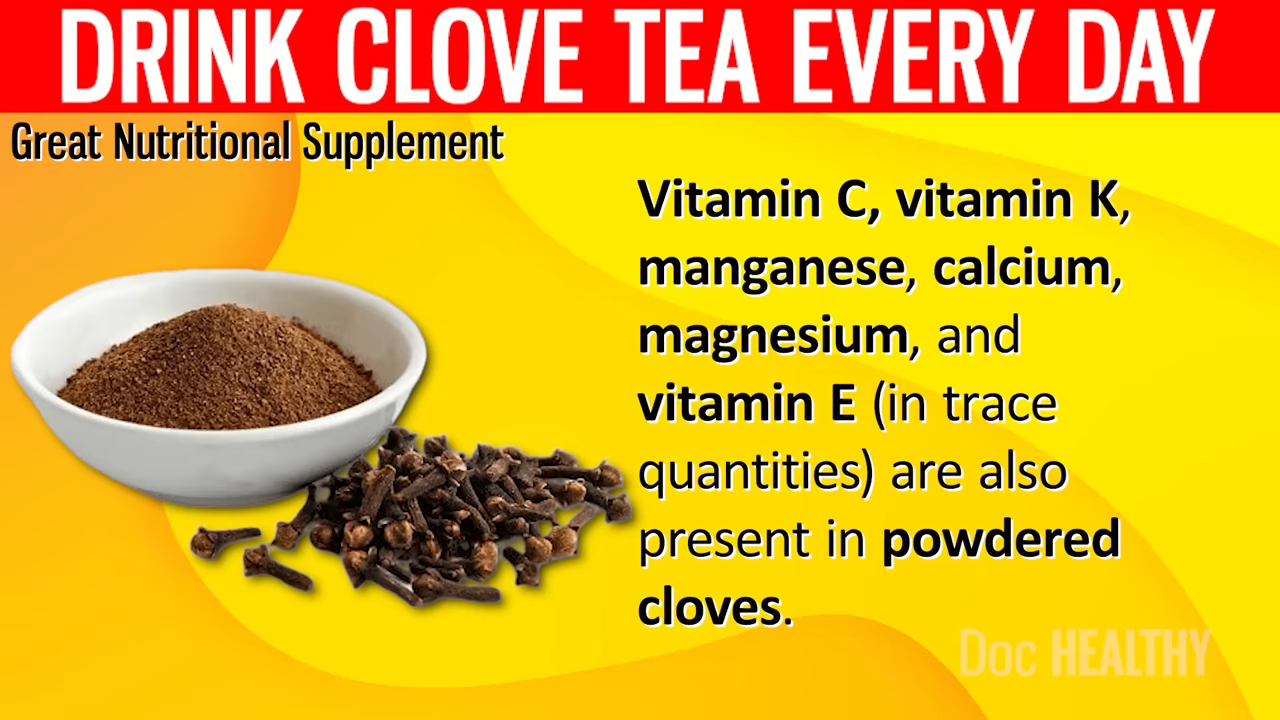 DRINK CLOVE TEA EVERY DAY
Great Nutritional Supplement
Vitamin C, vitamin K,
manganese, calcium,
magnesium, and
vitamin E (in trace
quantities) are also
present in powdered
cloves.
Doc HEALTHY